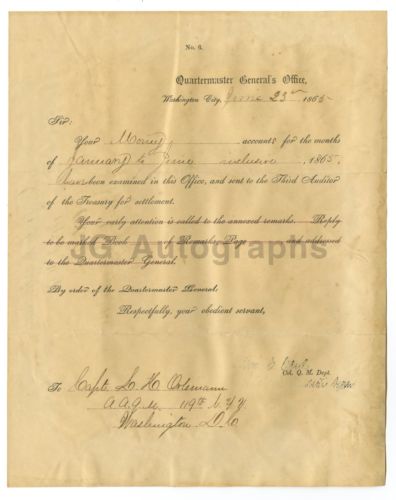 No. 6.
Quartermaster General's Office,
Washington City, June 23rd 1865
Sir:
Your Money accounts for the months
of January to June inclusive, 1865,
have been examined in this Office, and sent to the Third Auditor
of the Treasury for settlement.
Your early attention is called to the annexed remarks. Reply
to be marked Book of Remarks, Page and addressed
to the Quartermaster General.
GG Autographs
By order of the Quartermaster General,
Respectfully, your obedient servant,
Col. Q. M. Dept.
To Capt. L. H.
A. A. Q. M. 119th N.Y.V.
Washington D.C.